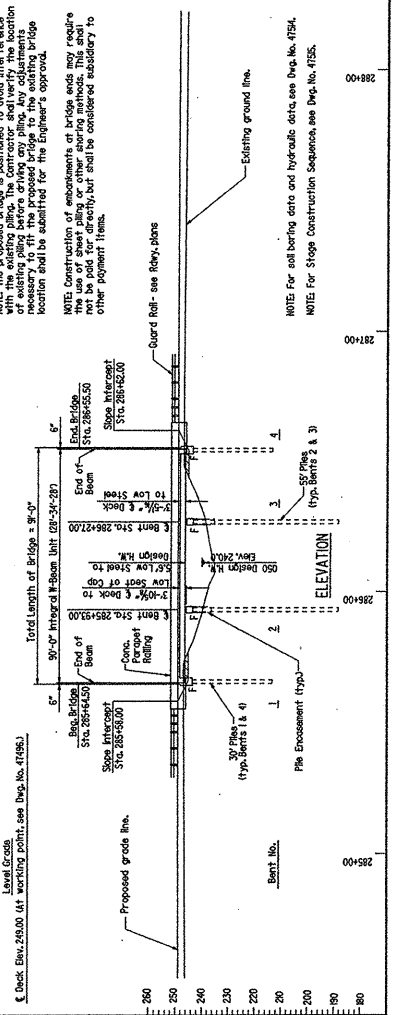 Level Grade
℄ Deck Elev. 249.00 (At working point, see Dwg. No. 47496.)
Total Length of Bridge = 91'-0"
6"
90'-0" Integral W-Beam Unit (28'-34'-28')
6"
Beg. Bridge
Sta. 285+64.50
End of
Beam
Slope Intercept
Sta. 285+58.00
Conc.
Parapet
Railing
Proposed grade line.
℄ Bent Sta. 285+93.00
3'-10⅝" ℄ Deck to
Low Seat of Cap
5.6' Low Steel to
Design H.W.
℄ Bent Sta. 286+27.00
3'-5 1/16" ℄ Deck
to Low Steel
End of
Beam
End. Bridge
Sta. 286+55.50
Slope Intercept
Sta. 286+62.00
Guard Rail - see Rdwy. plans
with the existing piling. The Contractor shall verify the location
of existing piling before driving any piling. Any adjustments
necessary to fit the proposed bridge to the existing bridge
location shall be submitted for the Engineer's approval.
NOTE: Construction of embankments at bridge ends may require
the use of sheet piling or other shoring methods. This shall
not be paid for directly, but shall be considered subsidiary to
other payment items.
Existing ground line.
F
F
F
F
Q50 Design H.W.
Elev. 240.0
30' Piles
(typ. Bents 1 & 4)
Pile Encasement (typ.)
55' Piles
(typ. Bents 2 & 3)
ELEVATION
Bent No.
1
2
3
4
NOTE: For soil boring data and hydraulic data, see Dwg. No. 47514.
NOTE: For Stage Construction Sequence, see Dwg. No. 47515.
260
250
240
230
220
210
200
190
180
285+00
286+00
287+00
288+00